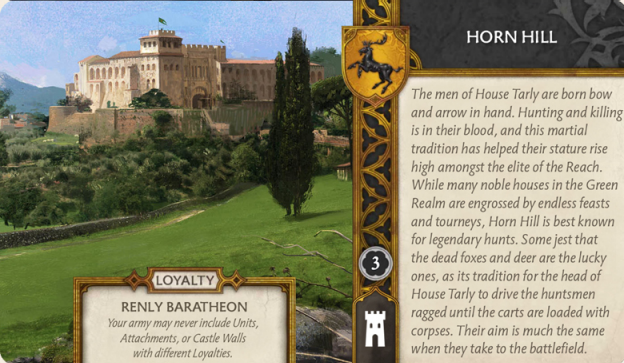 HORN HILL
The men of House Tarly are born bow
and arrow in hand. Hunting and killing
is in their blood, and this martial
tradition has helped their stature rise
high amongst the elite of the Reach.
While many noble houses in the Green
Realm are engrossed by endless feasts
and tourneys, Horn Hill is best known
for legendary hunts. Some jest that
the dead foxes and deer are the lucky
ones, as its tradition for the head of
House Tarly to drive the huntsmen
ragged until the carts are loaded with
corpses. Their aim is much the same
when they take to the battlefield.
3
LOYALTY
RENLY BARATHEON
Your army may never include Units,
Attachments, or Castle Walls
with different Loyalties.